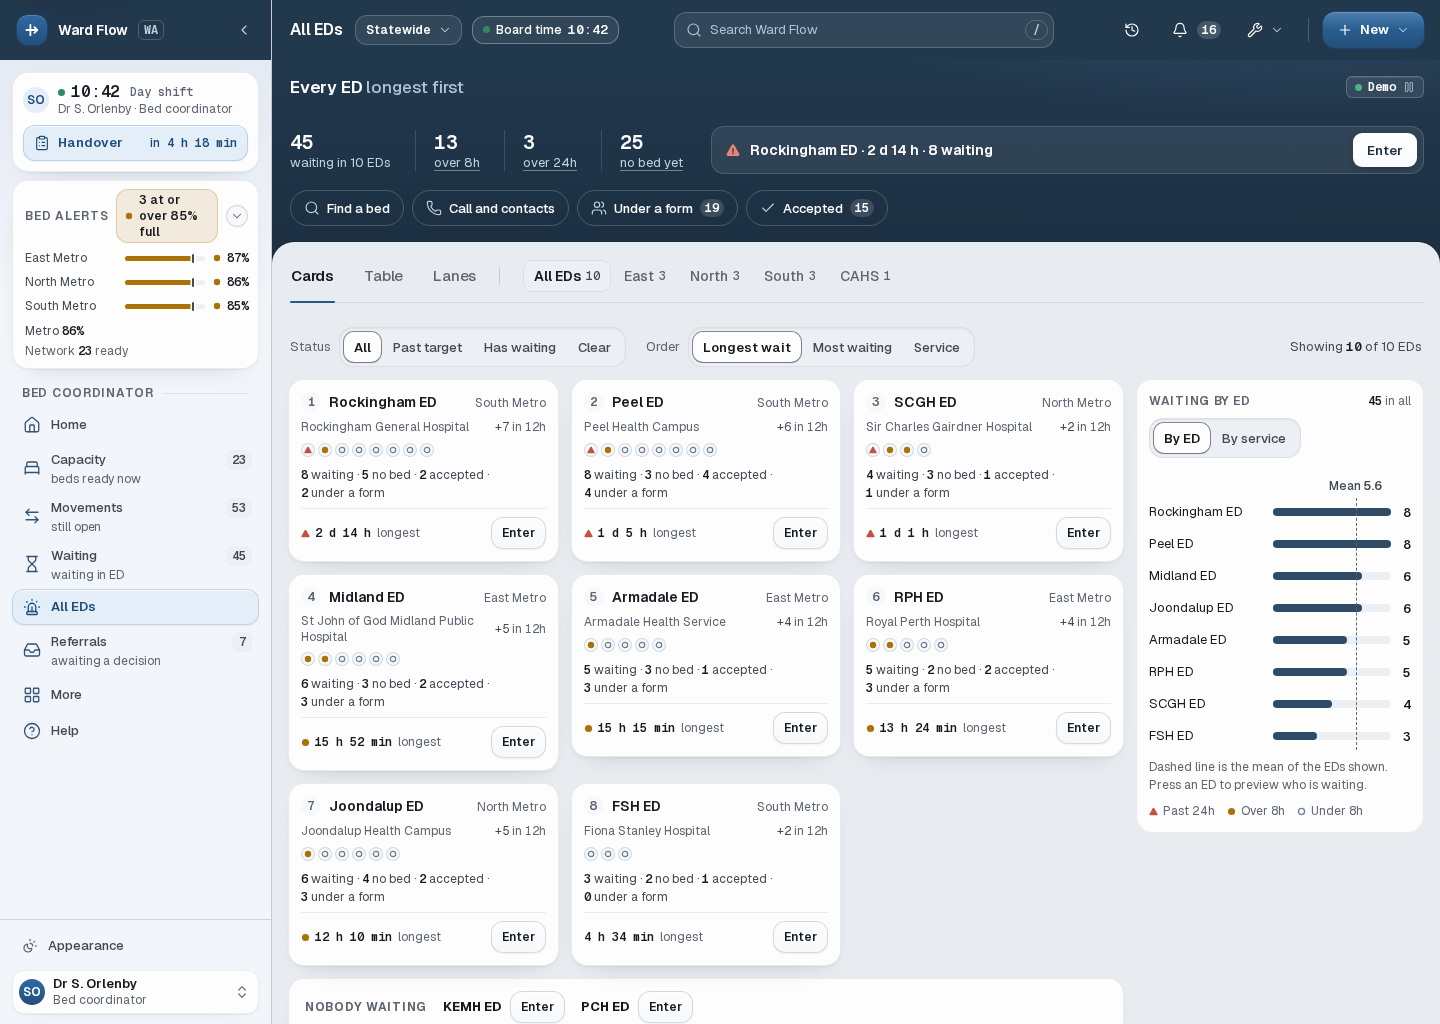 Ward Flow WA
SO 10:42 Day shift
Dr S. Orlenby · Bed coordinator
Handover in 4 h 18 min
BED ALERTS
3 at or
over 85%
full
East Metro 87%
North Metro 86%
South Metro 85%
Metro 86%
Network 23 ready
BED COORDINATOR
Home
Capacity 23
beds ready now
Movements 53
still open
Waiting 45
waiting in ED
All EDs
Referrals 7
awaiting a decision
More
Help
Appearance
SO Dr S. Orlenby
Bed coordinator
All EDs Statewide Board time 10:42 Search Ward Flow / 16 New
Every ED longest first Demo
45 13 3 25
waiting in 10 EDs over 8h over 24h no bed yet
Rockingham ED · 2 d 14 h · 8 waiting Enter
Find a bed Call and contacts Under a form 19 Accepted 15
Cards Table Lanes All EDs 10 East 3 North 3 South 3 CAHS 1
Status All Past target Has waiting Clear Order Longest wait Most waiting Service Showing 10 of 10 EDs
1 Rockingham ED South Metro
Rockingham General Hospital +7 in 12h
8 waiting · 5 no bed · 2 accepted ·
2 under a form
2 d 14 h longest Enter
2 Peel ED South Metro
Peel Health Campus +6 in 12h
8 waiting · 3 no bed · 4 accepted ·
4 under a form
1 d 5 h longest Enter
3 SCGH ED North Metro
Sir Charles Gairdner Hospital +2 in 12h
4 waiting · 3 no bed · 1 accepted ·
1 under a form
1 d 1 h longest Enter
4 Midland ED East Metro
St John of God Midland Public
Hospital +5 in 12h
6 waiting · 3 no bed · 2 accepted ·
3 under a form
15 h 52 min longest Enter
5 Armadale ED East Metro
Armadale Health Service +4 in 12h
5 waiting · 3 no bed · 1 accepted ·
3 under a form
15 h 15 min longest Enter
6 RPH ED East Metro
Royal Perth Hospital +4 in 12h
5 waiting · 2 no bed · 2 accepted ·
3 under a form
13 h 24 min longest Enter
7 Joondalup ED North Metro
Joondalup Health Campus +5 in 12h
6 waiting · 4 no bed · 2 accepted ·
3 under a form
12 h 10 min longest Enter
8 FSH ED South Metro
Fiona Stanley Hospital +2 in 12h
3 waiting · 2 no bed · 1 accepted ·
0 under a form
4 h 34 min longest Enter
NOBODY WAITING KEMH ED Enter PCH ED Enter
WAITING BY ED 45 in all
By ED By service
Mean 5.6
Rockingham ED 8
Peel ED 8
Midland ED 6
Joondalup ED 6
Armadale ED 5
RPH ED 5
SCGH ED 4
FSH ED 3
Dashed line is the mean of the EDs shown.
Press an ED to preview who is waiting.
Past 24h Over 8h Under 8h